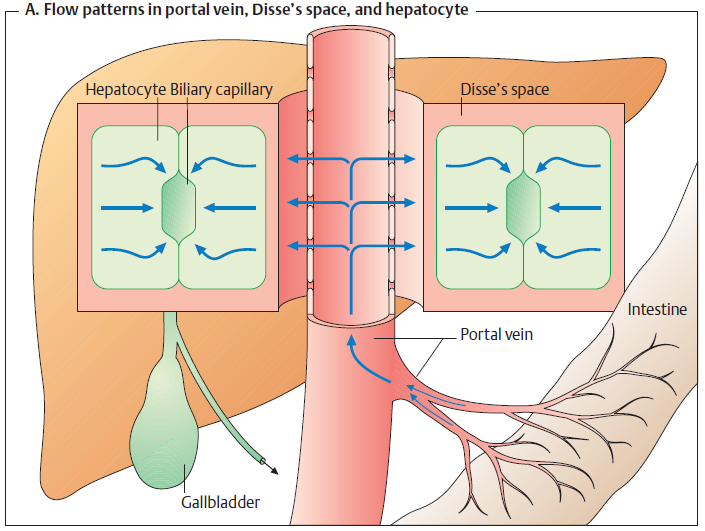 A. Flow patterns in portal vein, Disse's space, and hepatocyte
Hepatocyte Biliary capillary
Disse's space
Intestine
Portal vein
Gallbladder